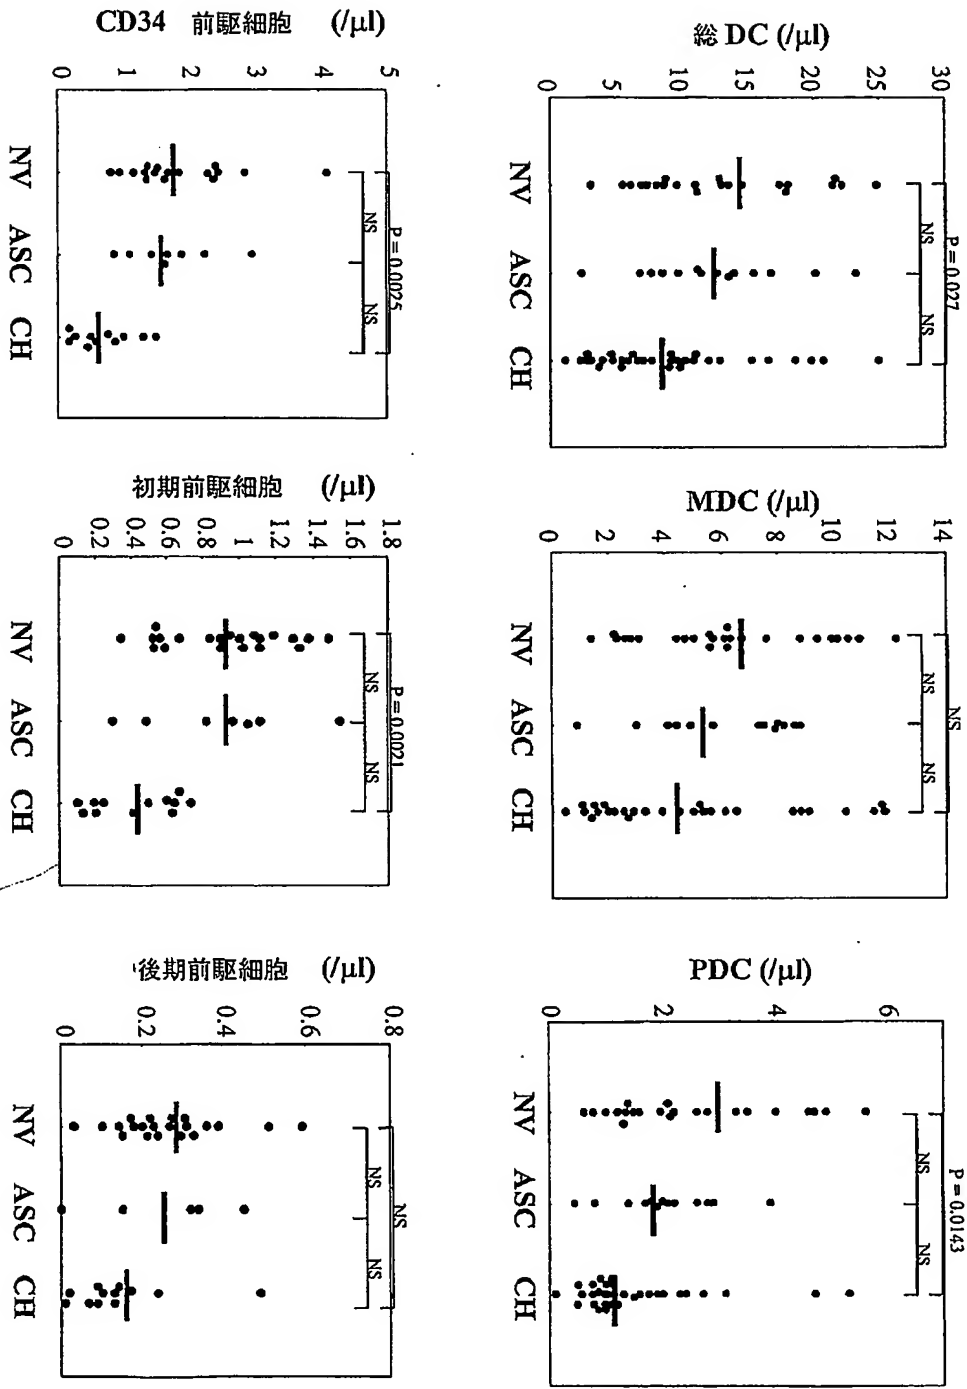 CD34 前駆細胞 (/μl)
0 1 2 3 4 5
NV
ASC
CH
NS
NS
P = 0.0025
総 DC (/μl)
0 5 10 15 20 25 30
NV
ASC
CH
NS
NS
P = 0.027
初期前駆細胞 (/μl)
0 0.2 0.4 0.6 0.8 1 1.2 1.4 1.6 1.8
NV
ASC
CH
NS
NS
P = 0.0021
MDC (/μl)
0 2 4 6 8 10 12 14
NV
ASC
CH
NS
NS
NS
後期前駆細胞 (/μl)
0 0.2 0.4 0.6 0.8
NV
ASC
CH
NS
NS
NS
PDC (/μl)
0 2 4 6
NV
ASC
CH
NS
NS
P = 0.0143